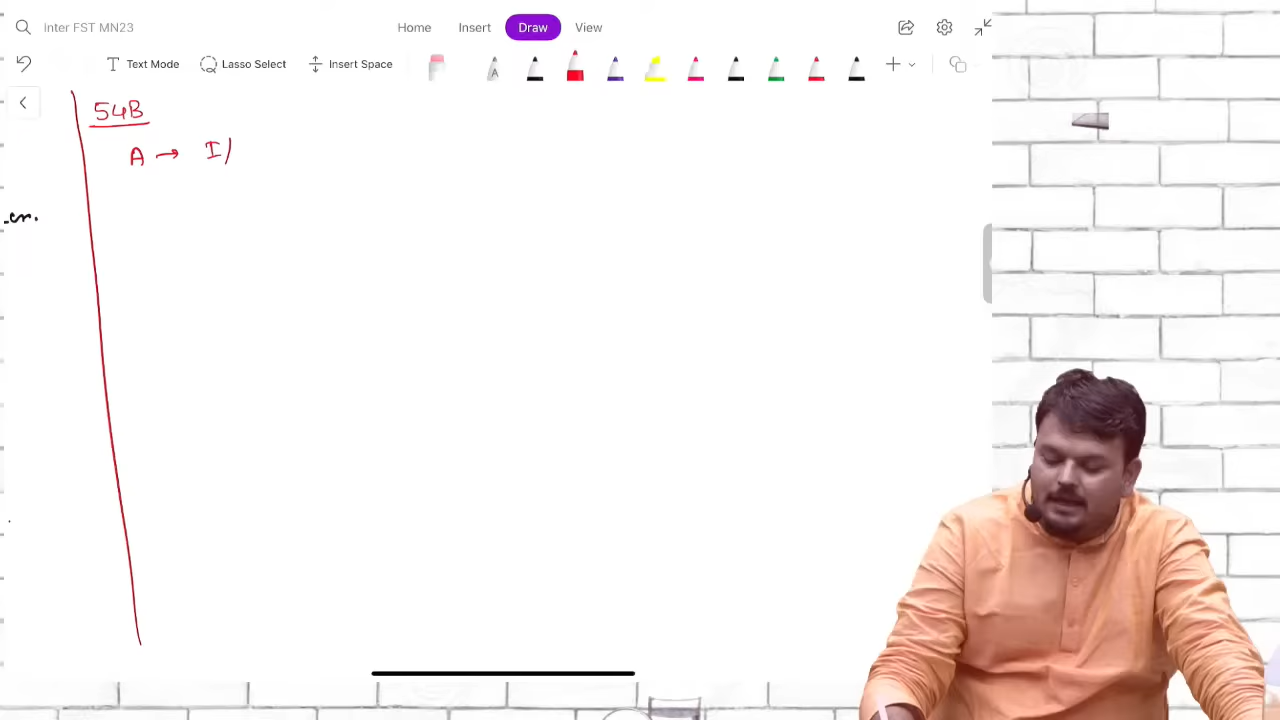 inter FST MN23
Home
Insert
Draw
View
Text Mode
Lasso Select
Insert Space
A
54B
A → I/